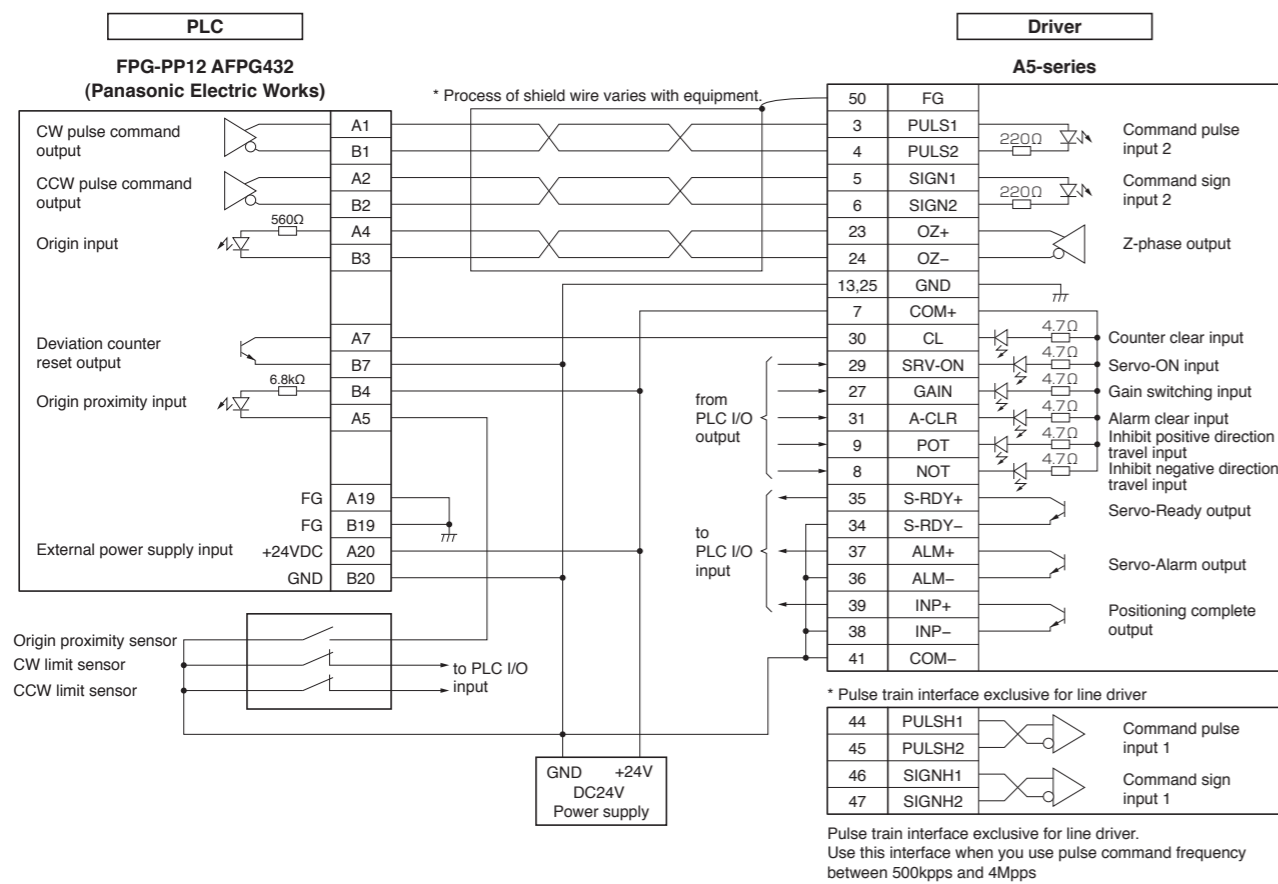 PLC
Driver
FPG-PP12 AFPG432
(Panasonic Electric Works)
A5-series
* Process of shield wire varies with equipment.
CW pulse command
output
CCW pulse command
output
560Ω
Origin input
Deviation counter
reset output
6.8kΩ
Origin proximity input
FG
FG
External power supply input
+24VDC
GND
A1
B1
A2
B2
A4
B3
A7
B7
B4
A5
A19
B19
A20
B20
Origin proximity sensor
CW limit sensor
CCW limit sensor
to PLC I/O
input
GND +24V
DC24V
Power supply
from
PLC I/O
output
to
PLC I/O
input
50 FG
3 PULS1
4 PULS2
5 SIGN1
6 SIGN2
23 OZ+
24 OZ−
13,25 GND
7 COM+
30 CL
29 SRV-ON
27 GAIN
31 A-CLR
9 POT
8 NOT
35 S-RDY+
34 S-RDY−
37 ALM+
36 ALM−
39 INP+
38 INP−
41 COM−
220Ω
Command pulse
input 2
220Ω
Command sign
input 2
Z-phase output
4.7Ω
Counter clear input
4.7Ω
Servo-ON input
4.7Ω
Gain switching input
4.7Ω
Alarm clear input
4.7Ω
Inhibit positive direction
travel input
4.7Ω
Inhibit negative direction
travel input
Servo-Ready output
Servo-Alarm output
Positioning complete
output
* Pulse train interface exclusive for line driver
44 PULSH1
45 PULSH2
46 SIGNH1
47 SIGNH2
Command pulse
input 1
Command sign
input 1
Pulse train interface exclusive for line driver.
Use this interface when you use pulse command frequency
between 500kpps and 4Mpps